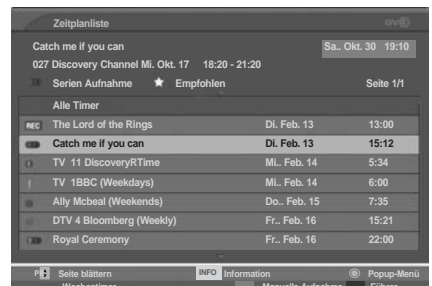 Zeitplanliste
Catch me if you can Sa.. Okt. 30 19:10
027 Discovery Channel Mi. Okt. 17 18:20 - 21:20
Serien Aufnahme Empfohlen Seite 1/1
Alle Timer
REC The Lord of the Rings Di. Feb. 13 13:00
Catch me if you can Di. Feb. 13 15:12
TV 11 DiscoveryRTime Mi.. Feb. 14 5:34
TV 1BBC (Weekdays) Mi.. Feb. 14 6:00
Ally Mcbeal (Weekends) Do.. Feb. 15 7:35
DTV 4 Bloomberg (Weekly) Fr.. Feb. 16 15:21
Royal Ceremony Fr.. Feb. 16 22:00
P Seite blättern INFO Information Popup-Menü
Wochentimer Manuelle Aufnahme Führer